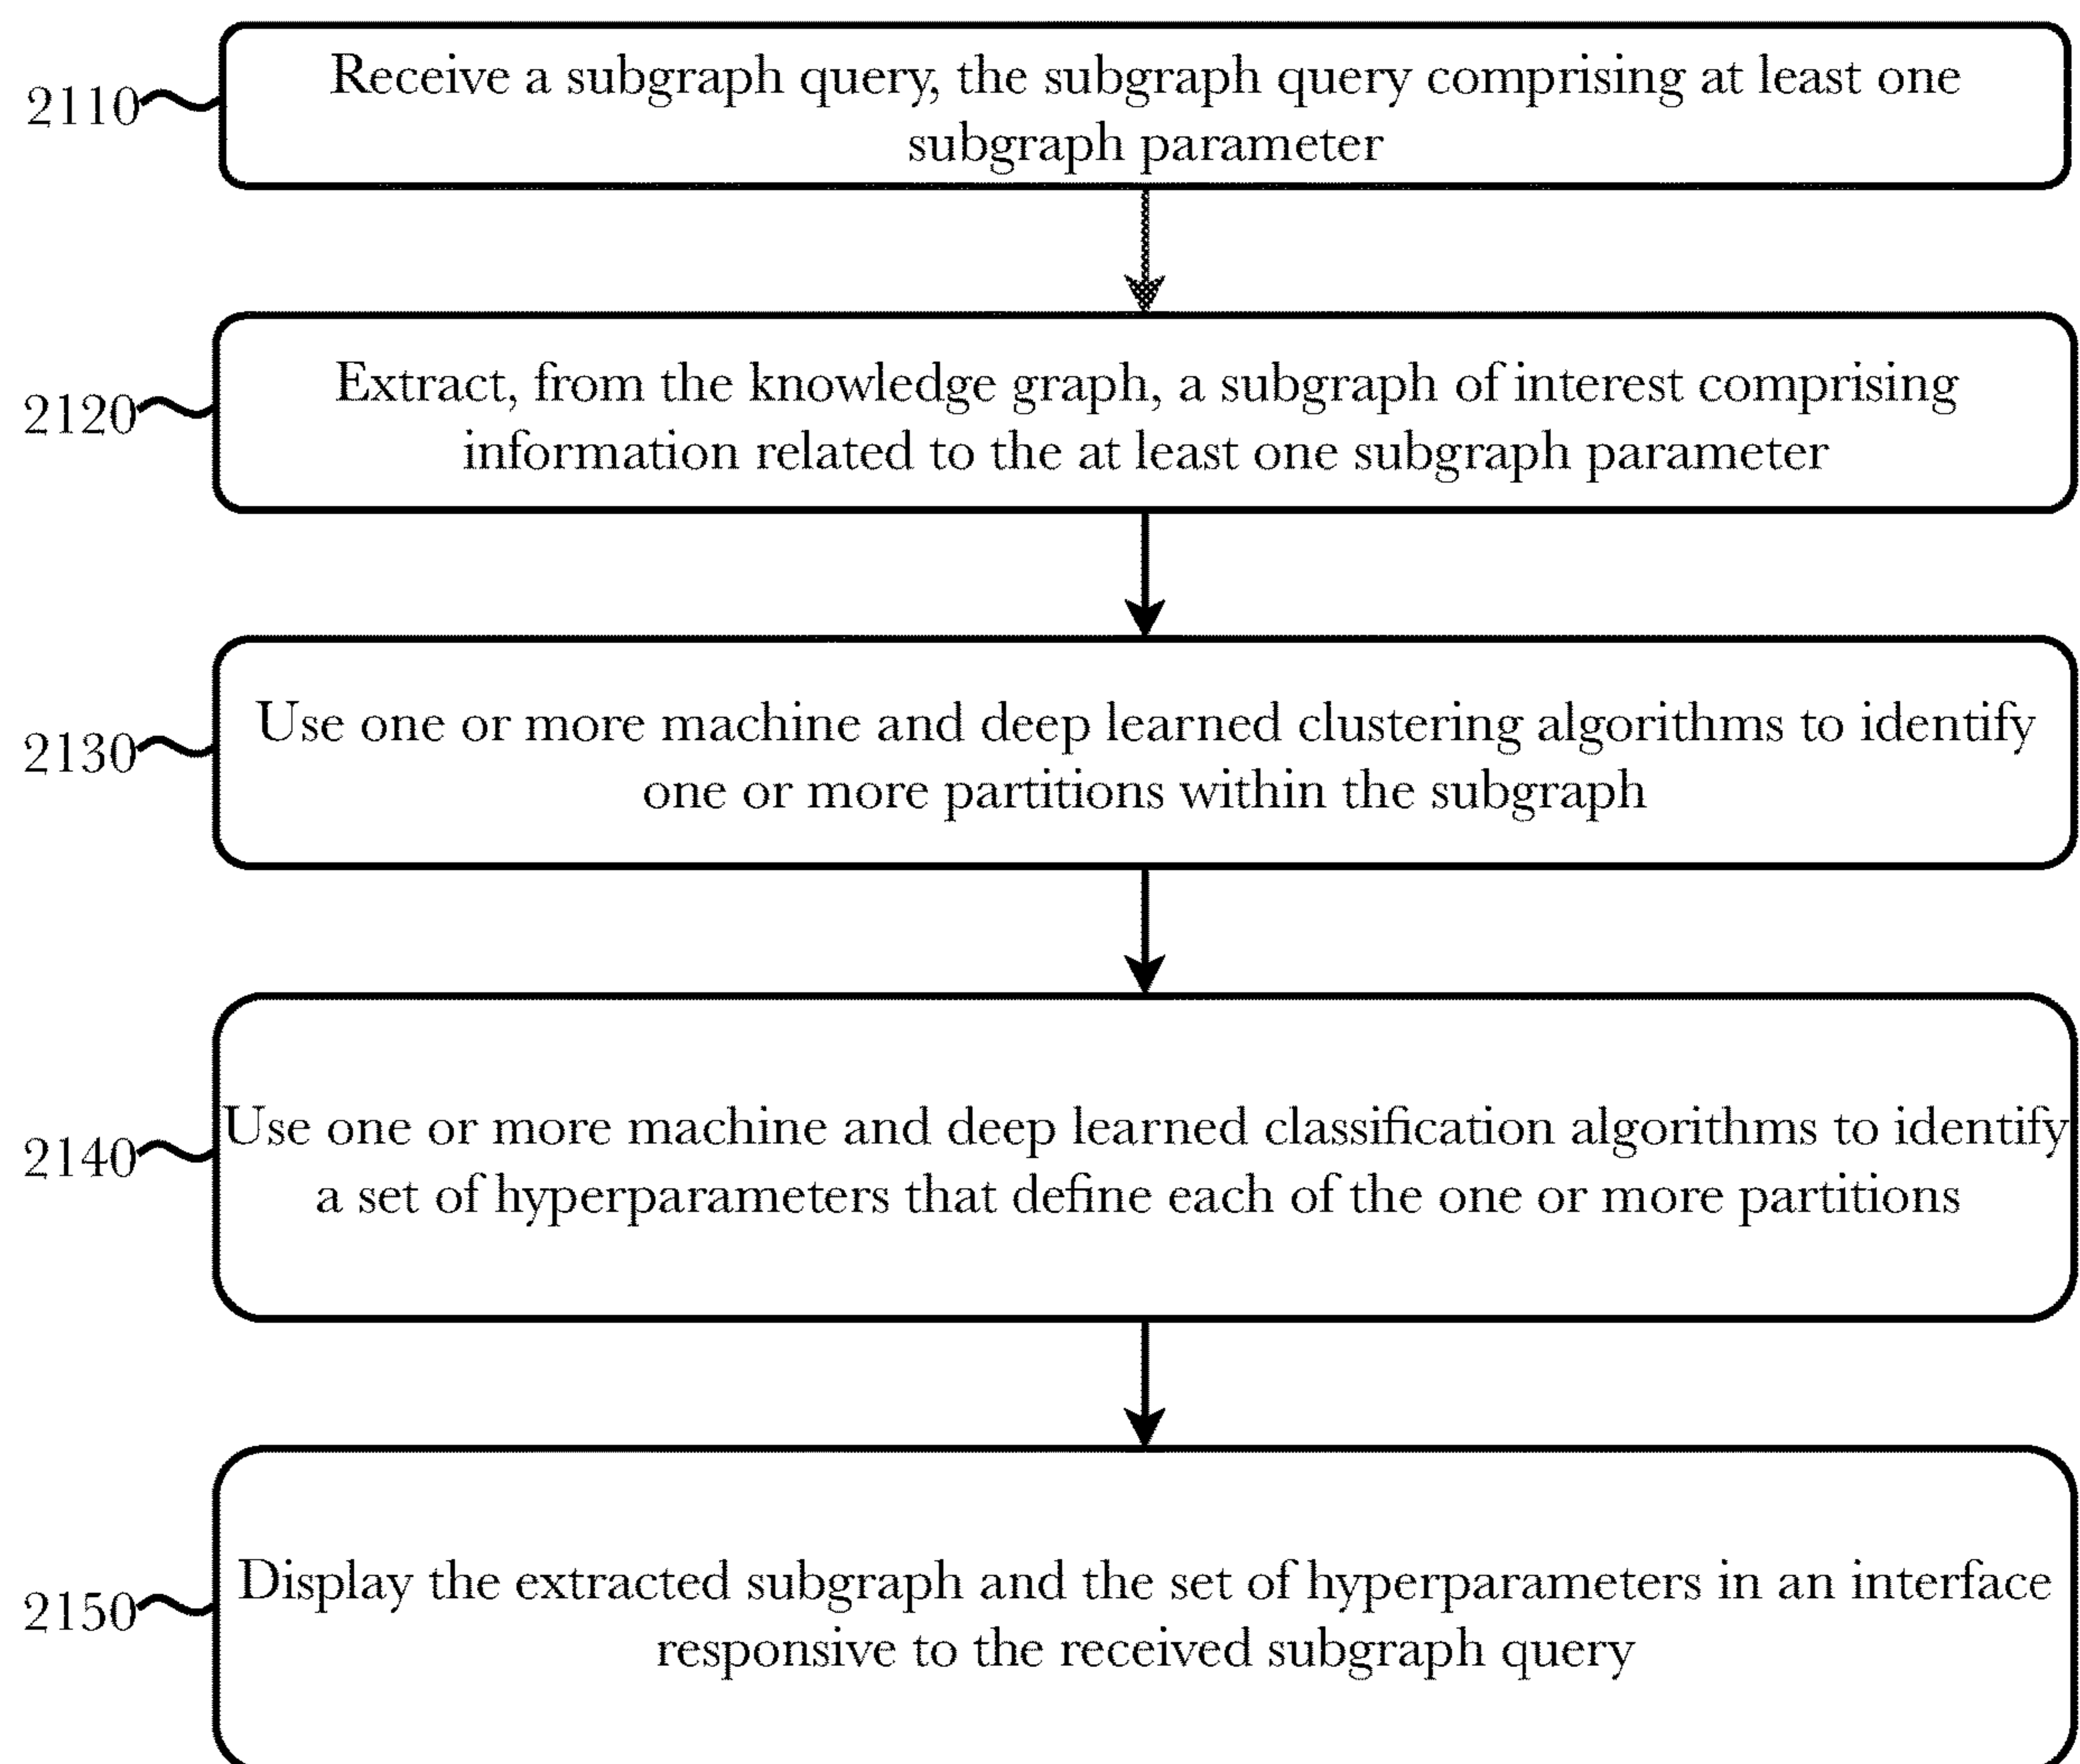 2110
Receive a subgraph query, the subgraph query comprising at least one
subgraph parameter
2120
Extract, from the knowledge graph, a subgraph of interest comprising
information related to the at least one subgraph parameter
2130
Use one or more machine and deep learned clustering algorithms to identify
one or more partitions within the subgraph
2140
Use one or more machine and deep learned classification algorithms to identify
a set of hyperparameters that define each of the one or more partitions
2150
Display the extracted subgraph and the set of hyperparameters in an interface
responsive to the received subgraph query